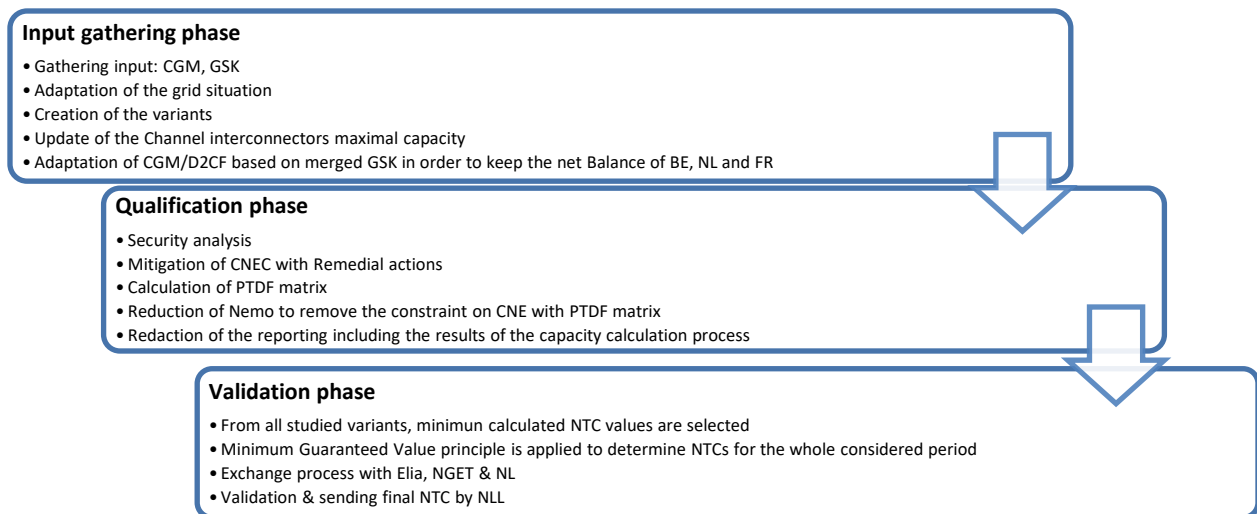 Input gathering phase
• Gathering input: CGM, GSK
• Adaptation of the grid situation
• Creation of the variants
• Update of the Channel interconnectors maximal capacity
• Adaptation of CGM/D2CF based on merged GSK in order to keep the net Balance of BE, NL and FR
Qualification phase
• Security analysis
• Mitigation of CNEC with Remedial actions
• Calculation of PTDF matrix
• Reduction of Nemo to remove the constraint on CNE with PTDF matrix
• Redaction of the reporting including the results of the capacity calculation process
Validation phase
• From all studied variants, minimun calculated NTC values are selected
• Minimum Guaranteed Value principle is applied to determine NTCs for the whole considered period
• Exchange process with Elia, NGET & NL
• Validation & sending final NTC by NLL